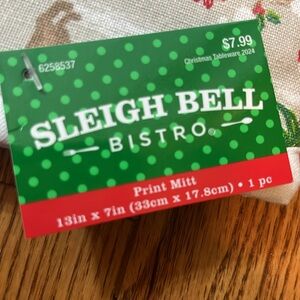 6258537
$7.99
Christmas Tableware 2024
SLEIGH BELL
BISTRO
Print Mitt
13in x 7in (33cm x 17.8cm) • 1 pc